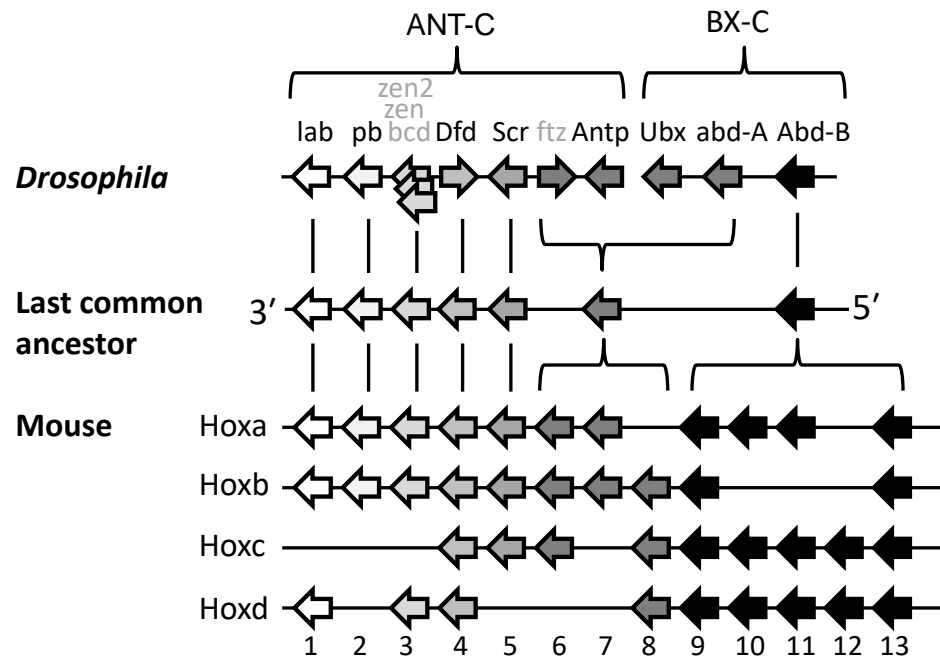 ANT-C BX-C
zen2
zen
lab pb bcd Dfd Scr ftz Antp Ubx abd-A Abd-B
Drosophila
Last common
ancestor
3′ 5′
Mouse
Hoxa
Hoxb
Hoxc
Hoxd
1 2 3 4 5 6 7 8 9 10 11 12 13